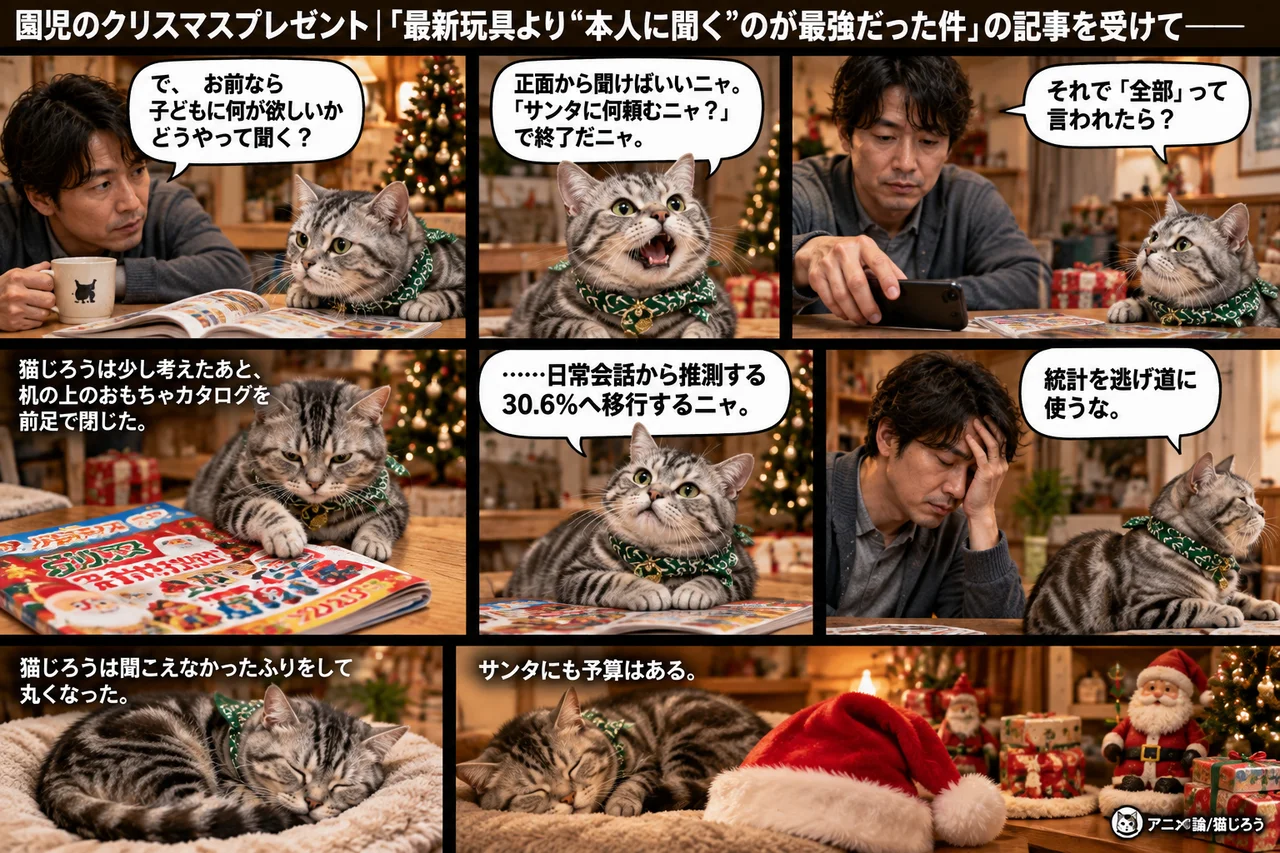 園児のクリスマスプレゼント|「最新玩具より“本人に聞く”のが最強だった件」の記事を受けて――
で、 お前なら
子どもに何が欲しいか
どうやって聞く？
正面から聞けばいいニャ。
「サンタに何頼むニャ？」
で終了だニャ。
それで「全部」って
言われたら？
猫じろうは少し考えたあと、
机の上のおもちゃカタログを
前足で閉じた。
……日常会話から推測する
30.6%へ移行するニャ。
統計を逃げ道に
使うな。
猫じろうは聞こえなかったふりをして
丸くなった。
サンタにも予算はある。
アニメ論/猫じろう